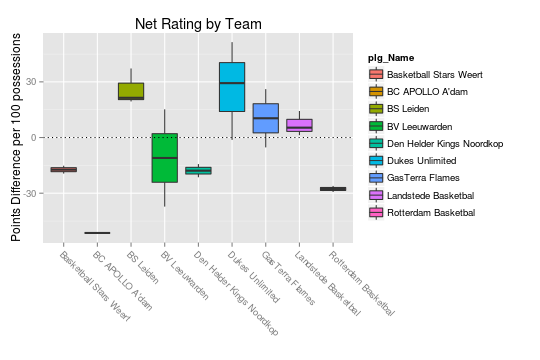 Net Rating by Team
Points Difference per 100 possessions
30
0
-30
Basketball Stars Weert
BC APOLLO A'dam
BS Leiden
BV Leeuwarden
Den Helder Kings Noordkop
Dukes Unlimited
GasTerra Flames
Landstede Basketbal
Rotterdam Basketbal
plg_Name
Basketball Stars Weert
BC APOLLO A'dam
BS Leiden
BV Leeuwarden
Den Helder Kings Noordkop
Dukes Unlimited
GasTerra Flames
Landstede Basketbal
Rotterdam Basketbal